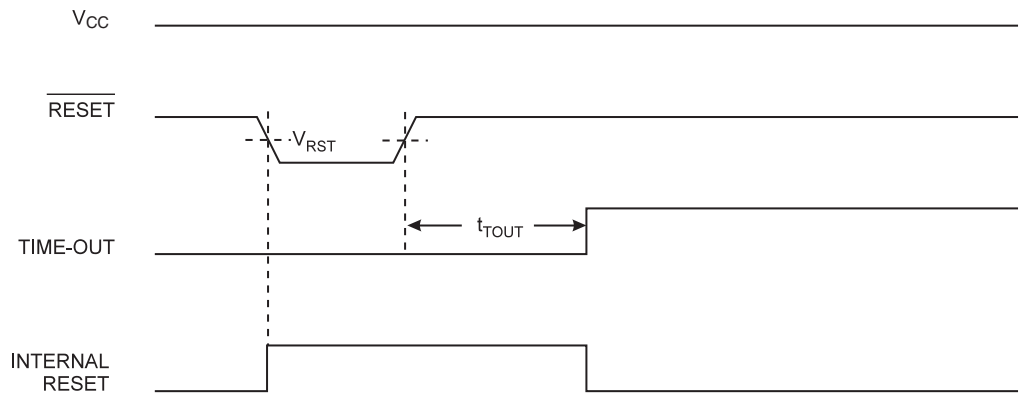 VCC
RESET
VRST
tTOUT
TIME-OUT
INTERNAL
RESET